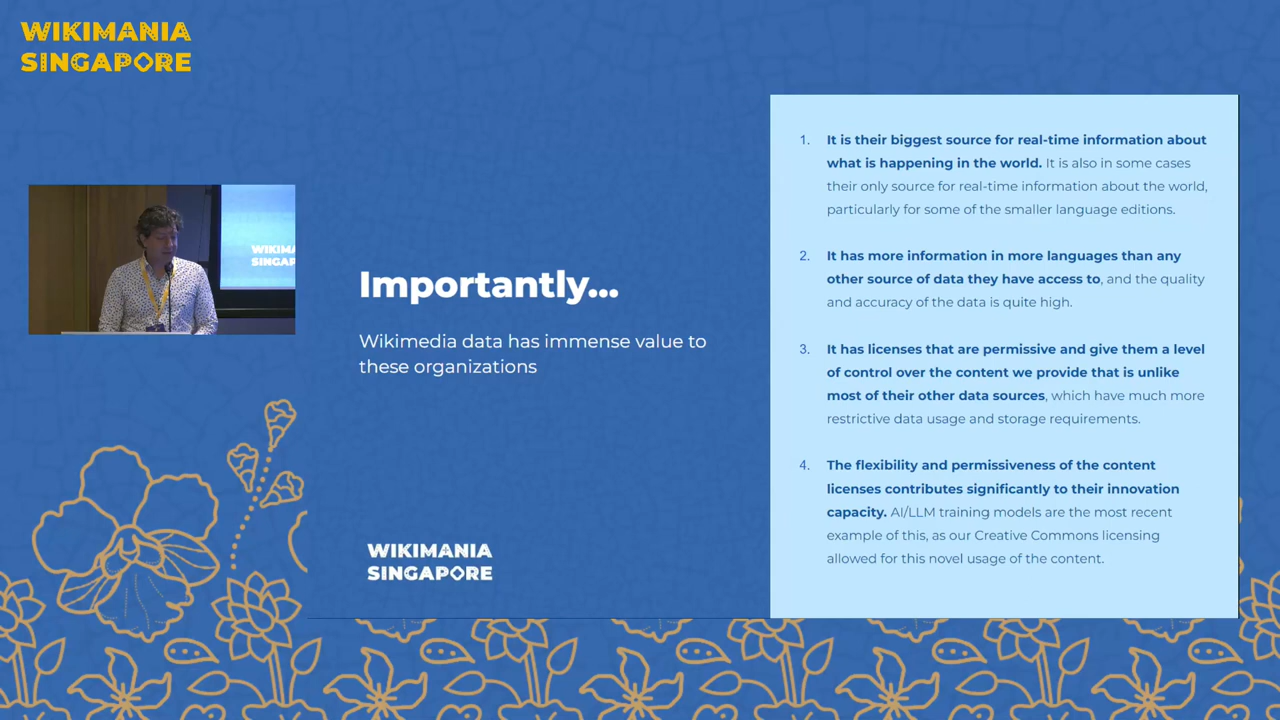 WIKIMANIA
SINGAPORE
WIKIMA
SINGAP
Importantly...
Wikimedia data has immense value to
these organizations
WIKIMANIA
SINGAPORE
1. It is their biggest source for real-time information about
what is happening in the world. It is also in some cases
their only source for real-time information about the world,
particularly for some of the smaller language editions.
2. It has more information in more languages than any
other source of data they have access to, and the quality
and accuracy of the data is quite high.
3. It has licenses that are permissive and give them a level
of control over the content we provide that is unlike
most of their other data sources, which have much more
restrictive data usage and storage requirements.
4. The flexibility and permissiveness of the content
licenses contributes significantly to their innovation
capacity. AI/LLM training models are the most recent
example of this, as our Creative Commons licensing
allowed for this novel usage of the content.